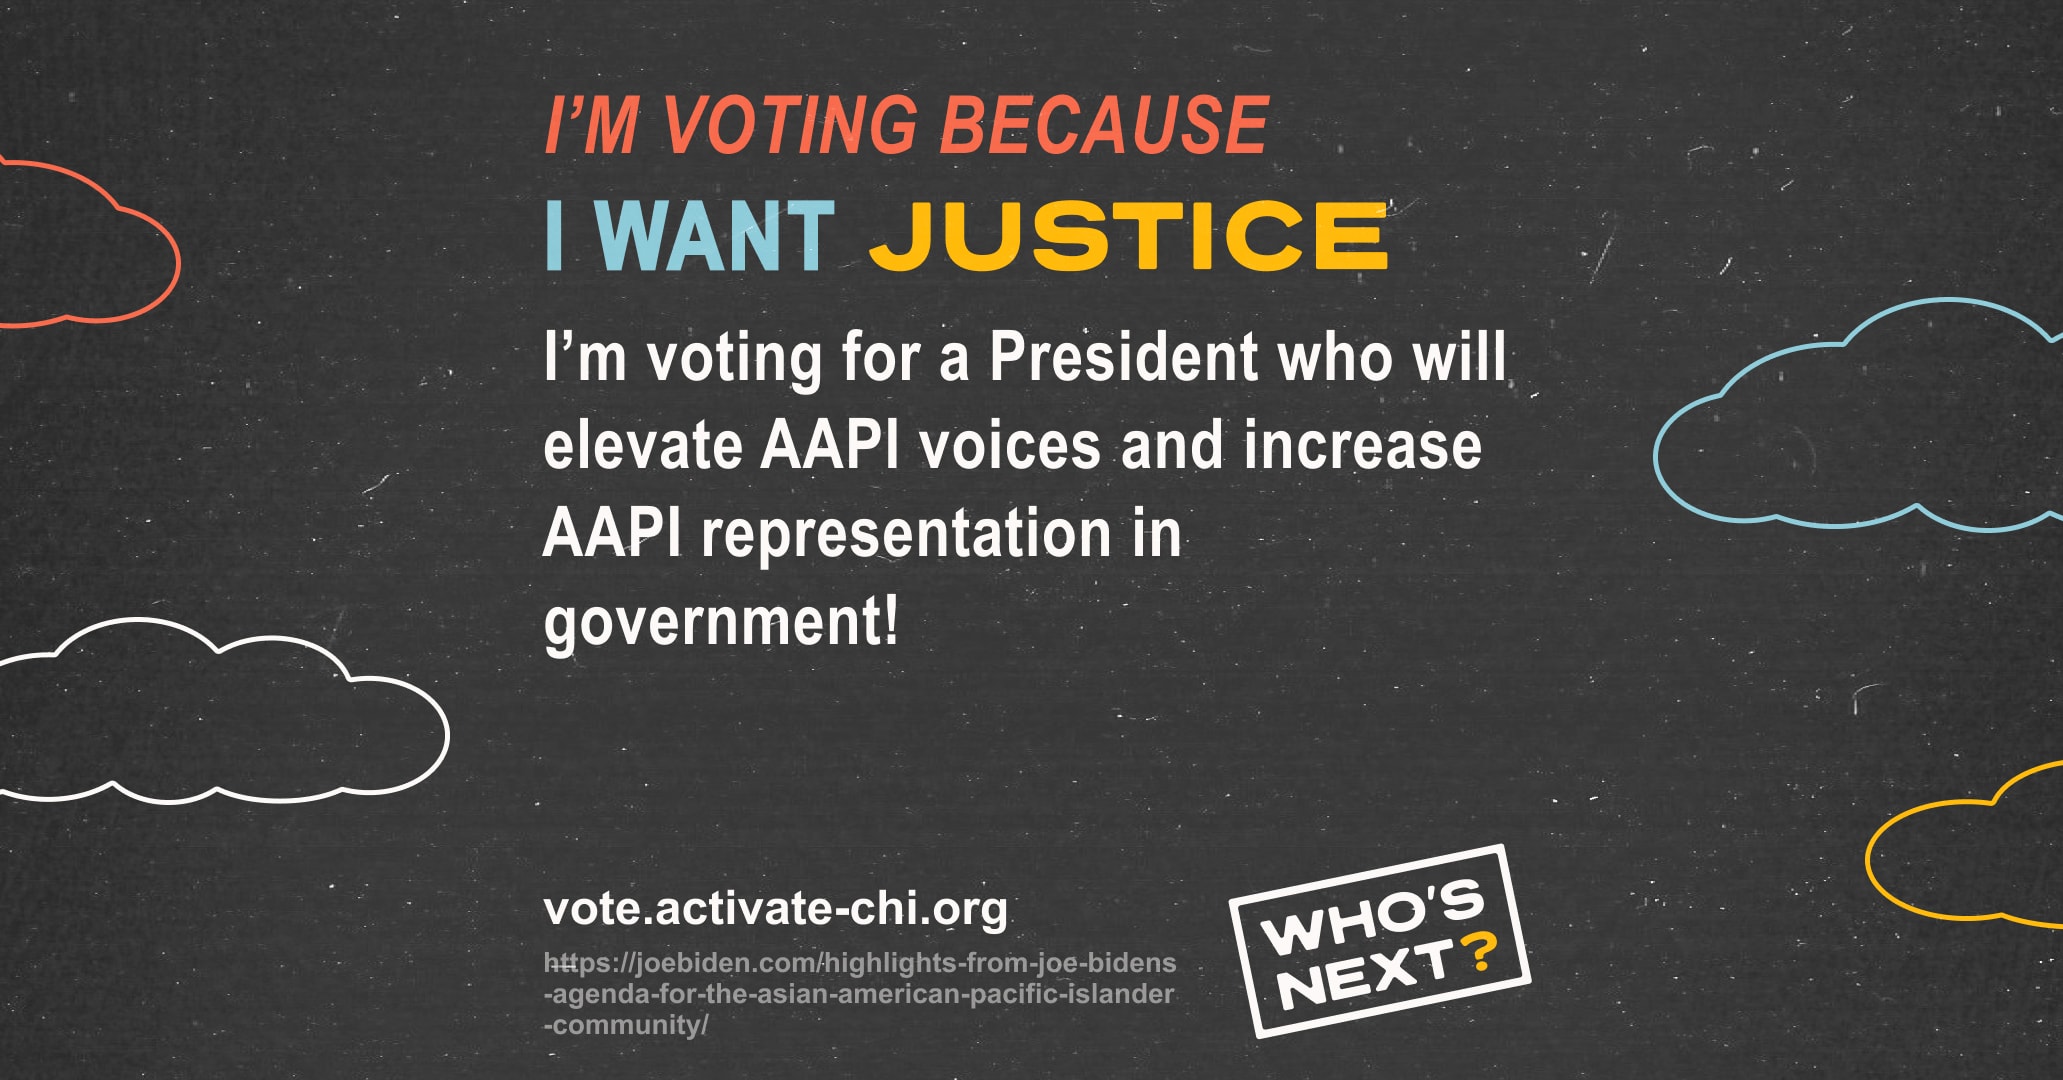 I’M VOTING BECAUSE
I WANT JUSTICE
I’m voting for a President who will
elevate AAPI voices and increase
AAPI representation in
government!
vote.activate-chi.org
https://joebiden.com/highlights-from-joe-bidens
-agenda-for-the-asian-american-pacific-islander
-community/
WHO'S
NEXT?